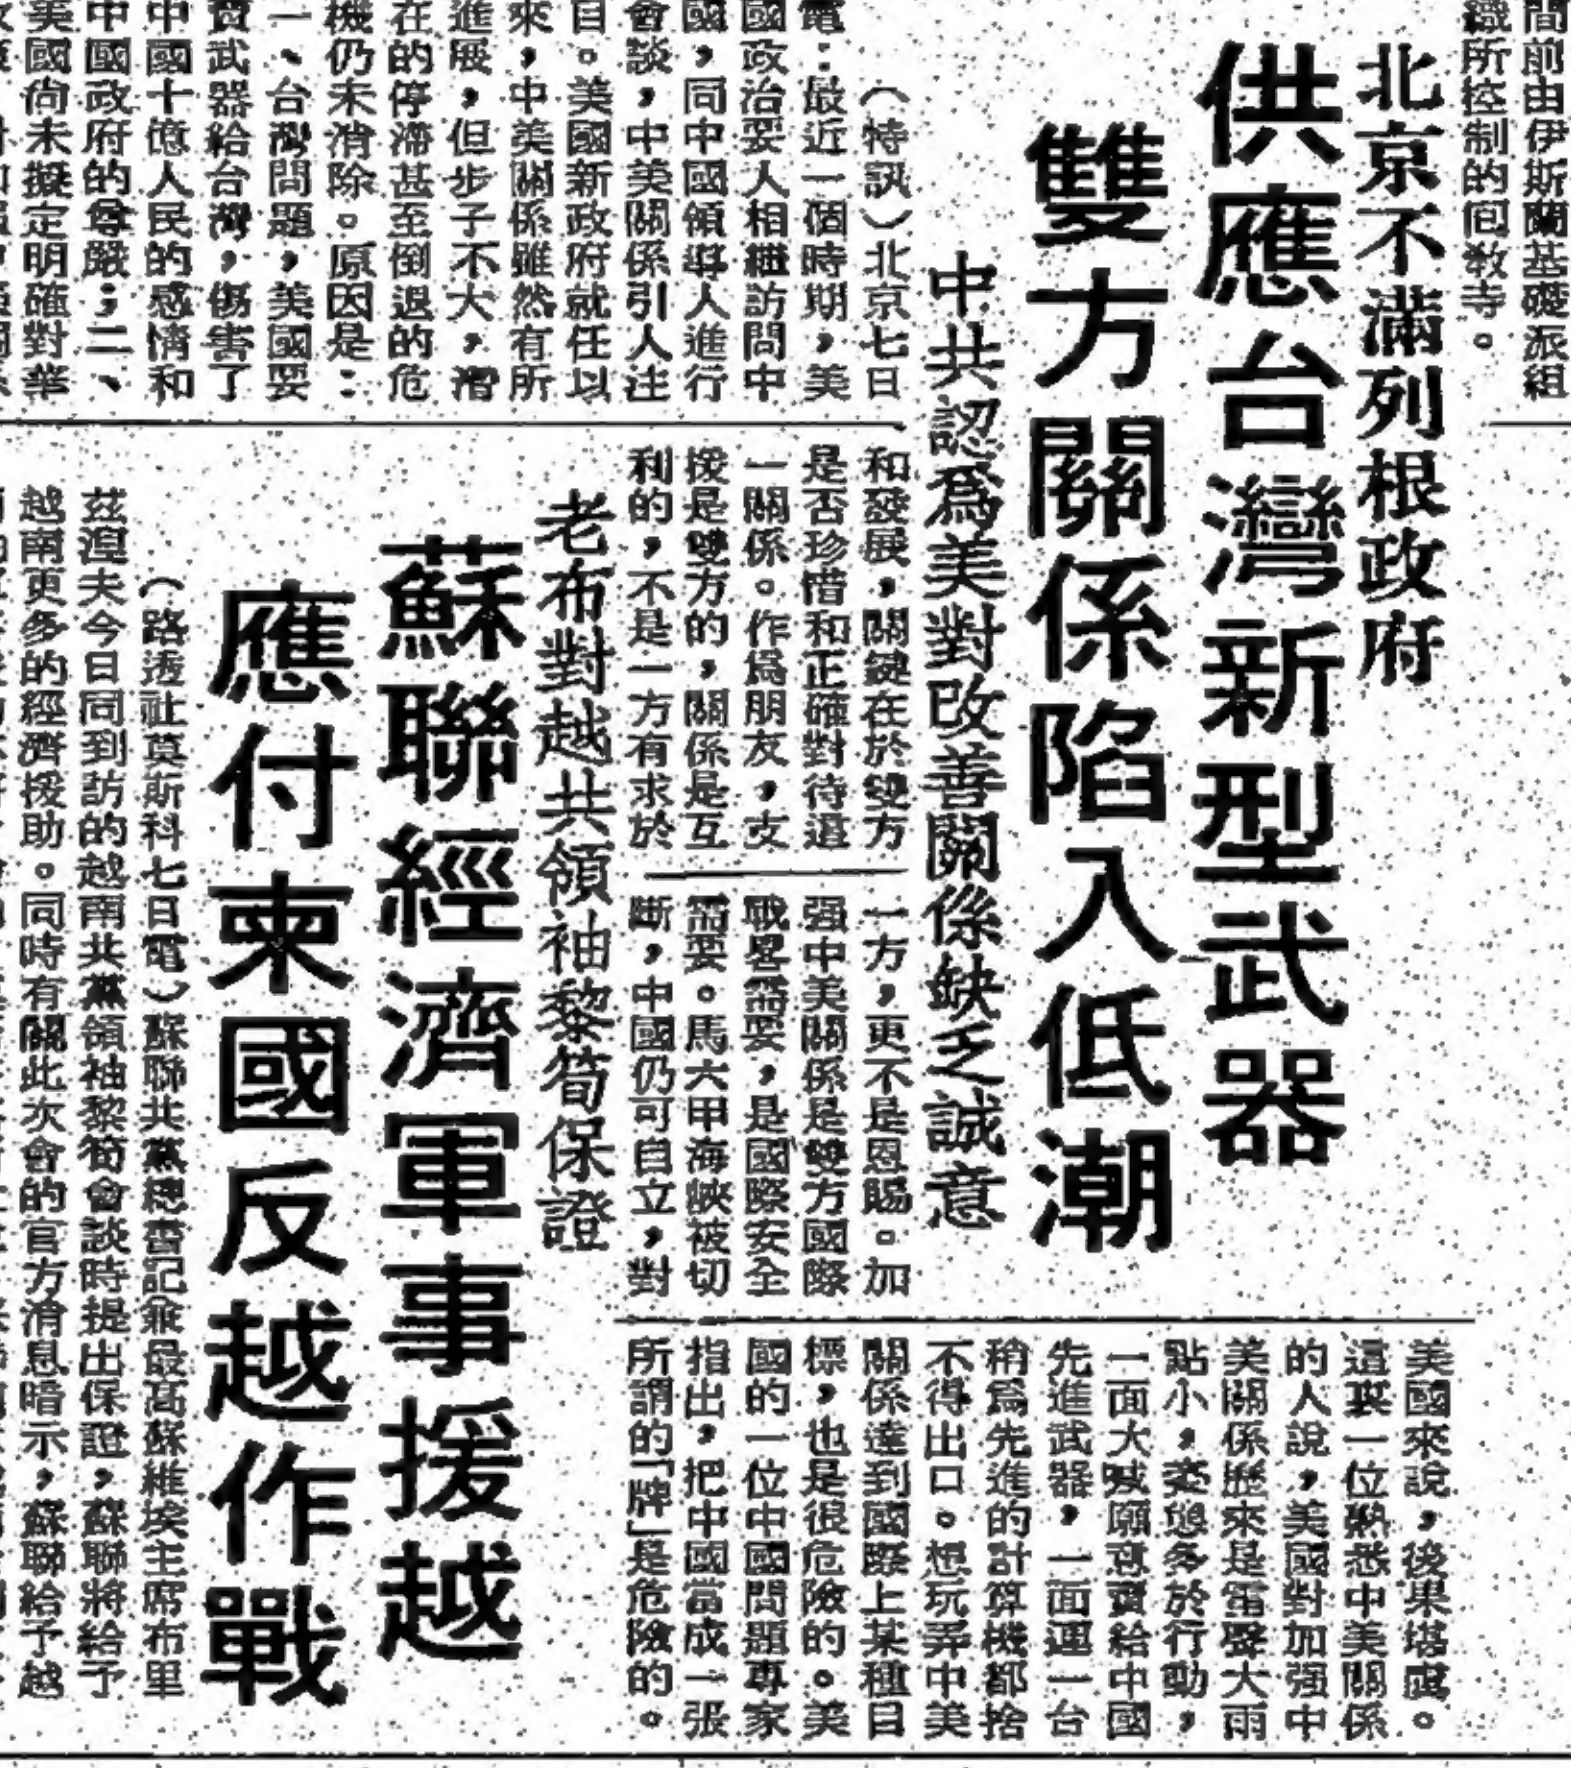 間前由伊斯蘭基礎派組
織所控制的囘教寺。
北京不滿列根政府
供應台灣新型武器
雙方關係陷入低潮
中共認為美對改善關係缺乏誠意
（特訊）北京七日
電：最近一個時期，美
國政治要人相繼訪問中
國，同中國領導人進行
會談，中美關係引人注
目。美國新政府就任以
來，中美關係雖然有所
進展，但步子不大，潛
在的停滯甚至倒退的危
機仍未消除。原因是：
一、台灣問題，美國要
賣武器給台灣，傷害了
中國十億人民的感情和
中國政府的尊嚴；二、
美國尚未擬定明確對華
和發展，關鍵在於雙方
是否珍惜和正確對待這
一關係。作為朋友，支
援是雙方的，關係是互
利的，不是一方有求於
一方，更不是恩賜。加
强中美關係是雙方國際
戰畧需要，是國際安全
需要。馬六甲海峽被切
斷，中國仍可自立，對
美國來說，後果堪虞。
這裏一位熟悉中美關係
的人說，美國對加强中
美關係歷來是雷聲大雨
點小，姿態多於行動，
一面大喊願意賣給中國
先進武器，一面連一台
稍為先進的計算機都捨
不得出口。想玩弄中美
關係達到國際上某種目
標，也是很危險的。美
國的一位中國問題專家
指出，把中國當成一張
所謂的「牌」是危險的。
老布對越共領袖黎筍保證
蘇聯經濟軍事援越
應付柬國反越作戰
（路透社莫斯科七日電）蘇聯共黨總書記兼最高蘇維埃主席布里
茲湼夫今日同到訪的越南共黨領袖黎筍會談時提出保證，蘇聯將給予
越南更多的經濟援助。同時有關此次會的官方消息暗示，蘇聯給予越